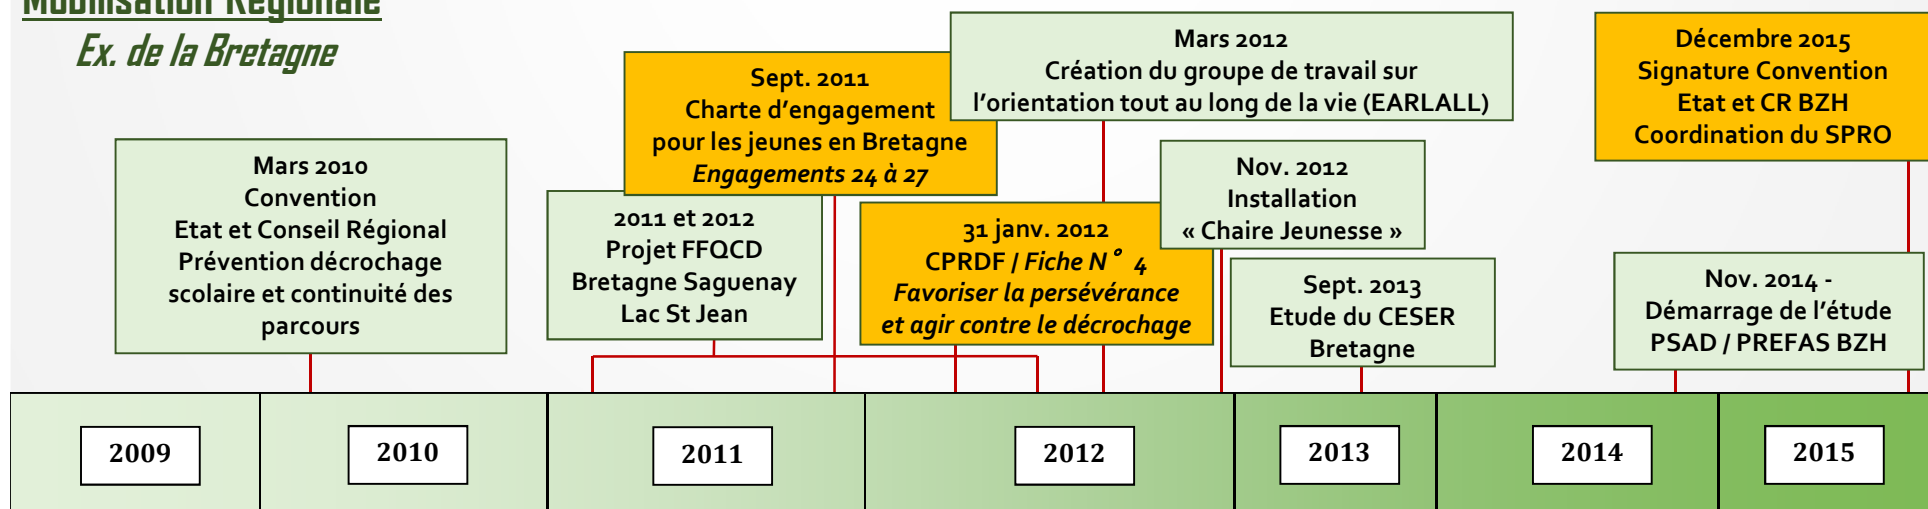 Mobilisation Régionale
Ex. de la Bretagne
Mars 2010
Convention
Etat et Conseil Régional
Prévention décrochage
scolaire et continuité des
parcours
2011 et 2012
Projet FFQCD
Bretagne Saguenay
Lac St Jean
Sept. 2011
Charte d’engagement
pour les jeunes en Bretagne
Engagements 24 à 27
31 janv. 2012
CPRDF / Fiche N° 4
Favoriser la persévérance
et agir contre le décrochage
Mars 2012
Création du groupe de travail sur
l’orientation tout au long de la vie (EARLALL)
Nov. 2012
Installation
« Chaire Jeunesse »
Sept. 2013
Etude du CESER
Bretagne
Nov. 2014 -
Démarrage de l’étude
PSAD / PREFAS BZH
Décembre 2015
Signature Convention
Etat et CR BZH
Coordination du SPRO
2009
2010
2011
2012
2013
2014
2015